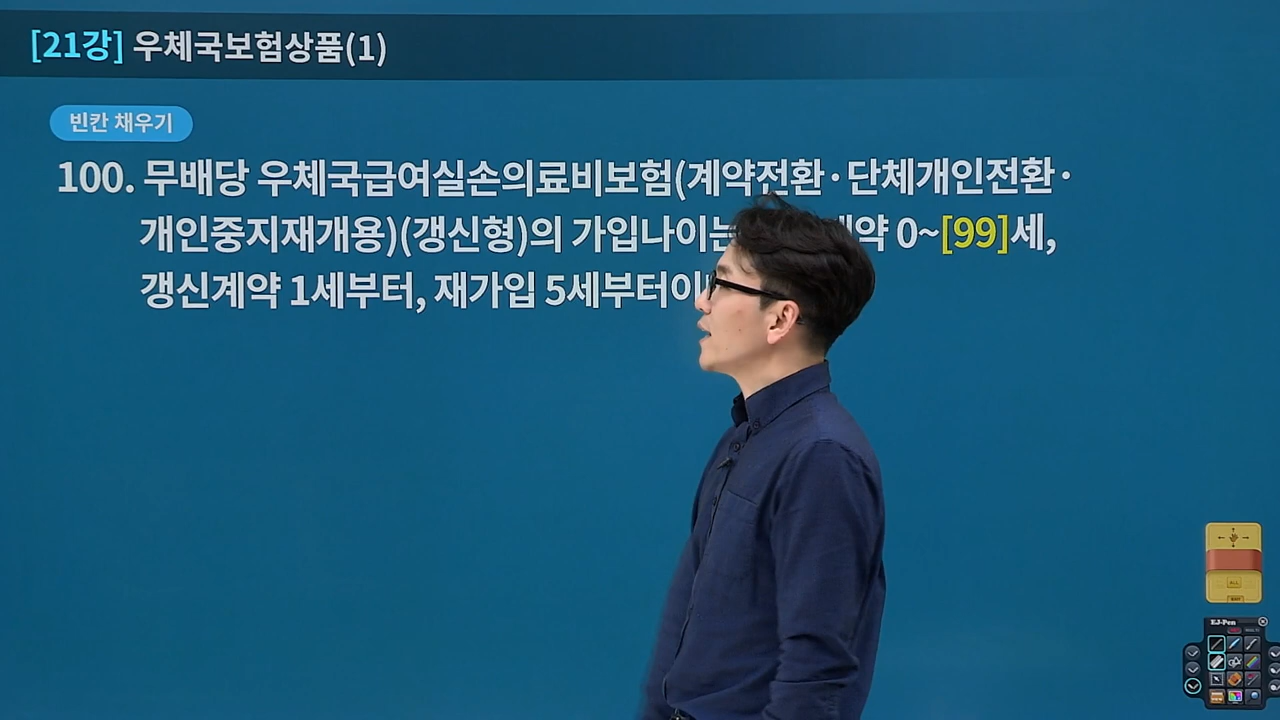 [21강] 우체국보험상품(1)
빈칸 채우기
100. 무배당 우체국급여실손의료비보험(계약전환·단체개인전환·
개인중지재개용)(갱신형)의 가입나이는 0~[99]세,
갱신계약 1세부터, 재가입 5세부터이
EJ-Pen
ALL